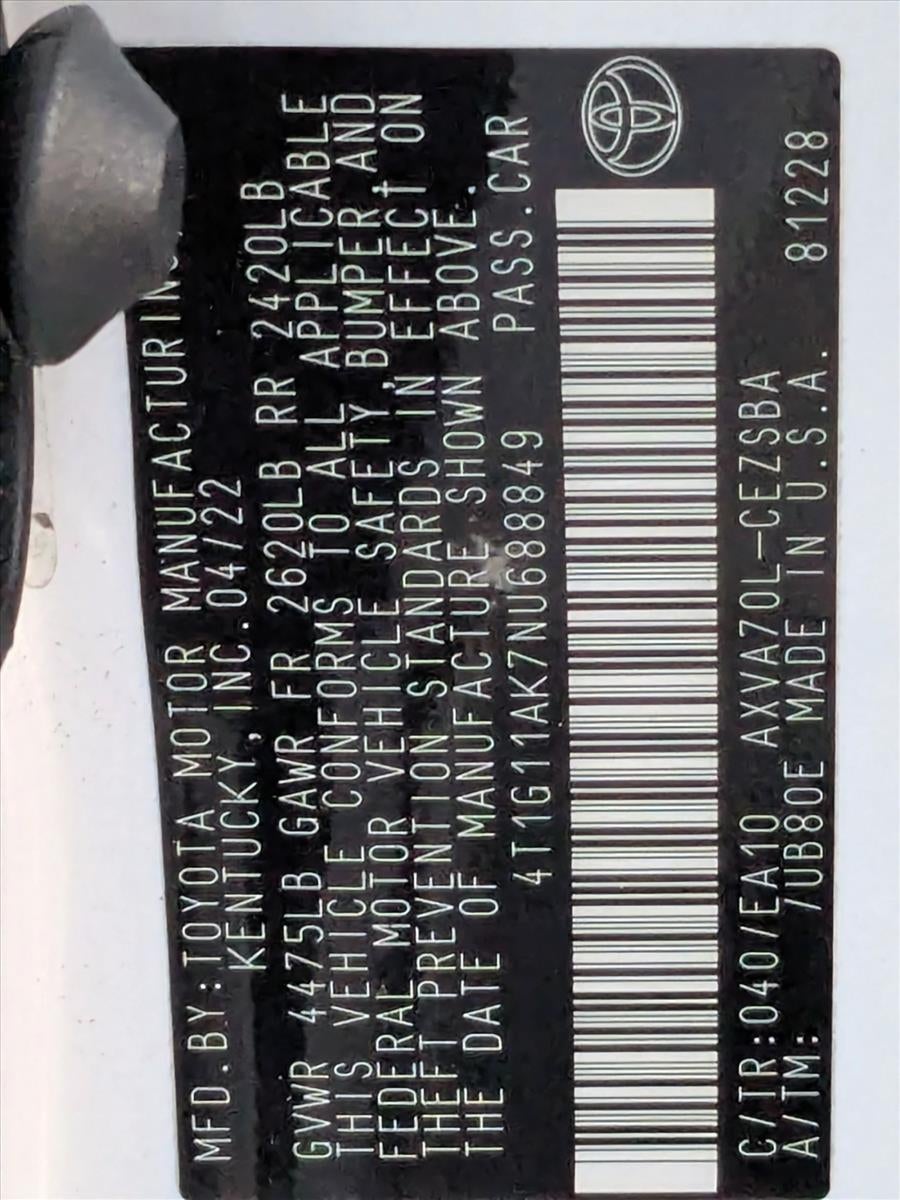 MFD.BY:TOYOTA MOTOR MANUFACTURING,
KENTUCKY, INC.04/22
GVWR 4475LB GAWR FR 2620LB RR 2420LB
THIS VEHICLE CONFORMS TO ALL APPLICABLE
FEDERAL MOTOR VEHICLE SAFETY,BUMPER AND
THEFT PREVENTION STANDARDS IN EFFECT ON
THE DATE OF MANUFACTURE SHOWN ABOVE.
4T1G11AK7NU68849 PASS.CAR
C/TR:040/EA10 AXVA70L-CEZSBA
A/TM: /UB80E MADE IN U.S.A. 81228